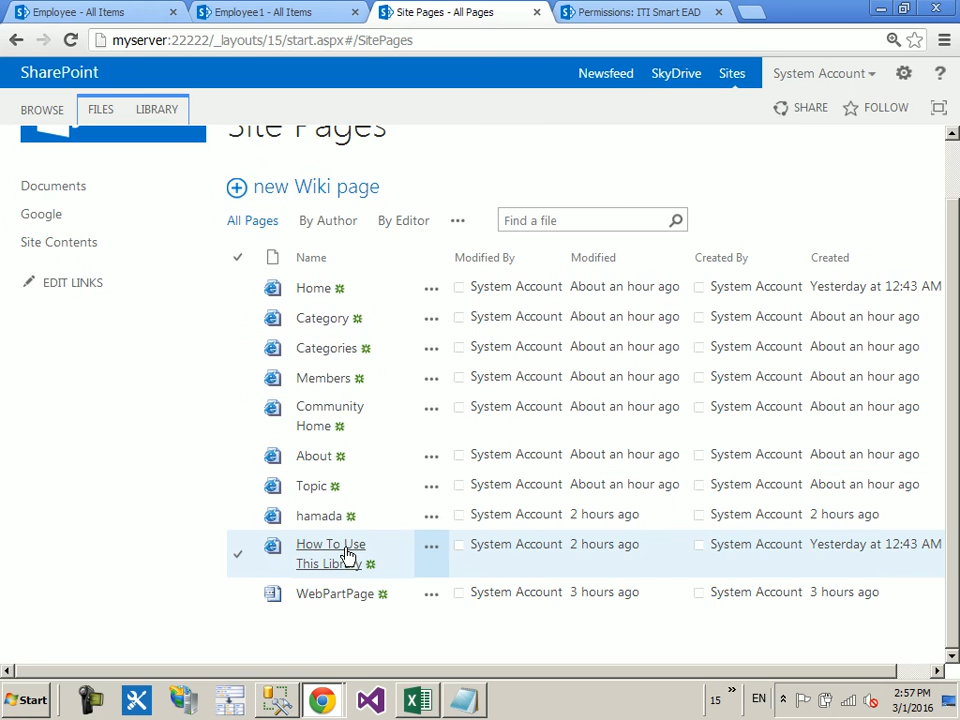 Employee - All Items
Employee1 - All Items
Site Pages - All Pages
Permissions: ITI Smart EAD
myserver:22222/_layouts/15/start.aspx#/SitePages
SharePoint
Newsfeed SkyDrive Sites System Account ?
BROWSE FILES LIBRARY SHARE FOLLOW
Site Pages
Documents
Google
Site Contents
EDIT LINKS
new Wiki page
All Pages By Author By Editor ••• Find a file
Name Modified By Modified Created By Created
Home ••• System Account About an hour ago System Account Yesterday at 12:43 AM
Category ••• System Account About an hour ago System Account About an hour ago
Categories ••• System Account About an hour ago System Account About an hour ago
Members ••• System Account About an hour ago System Account About an hour ago
Community ••• System Account About an hour ago System Account About an hour ago
Home
About ••• System Account About an hour ago System Account About an hour ago
Topic ••• System Account About an hour ago System Account About an hour ago
hamada ••• System Account 2 hours ago System Account 2 hours ago
How To Use ••• System Account 2 hours ago System Account Yesterday at 12:43 AM
This Library
WebPartPage ••• System Account 3 hours ago System Account 3 hours ago
Start 15 » EN 2:57 PM
3/1/2016